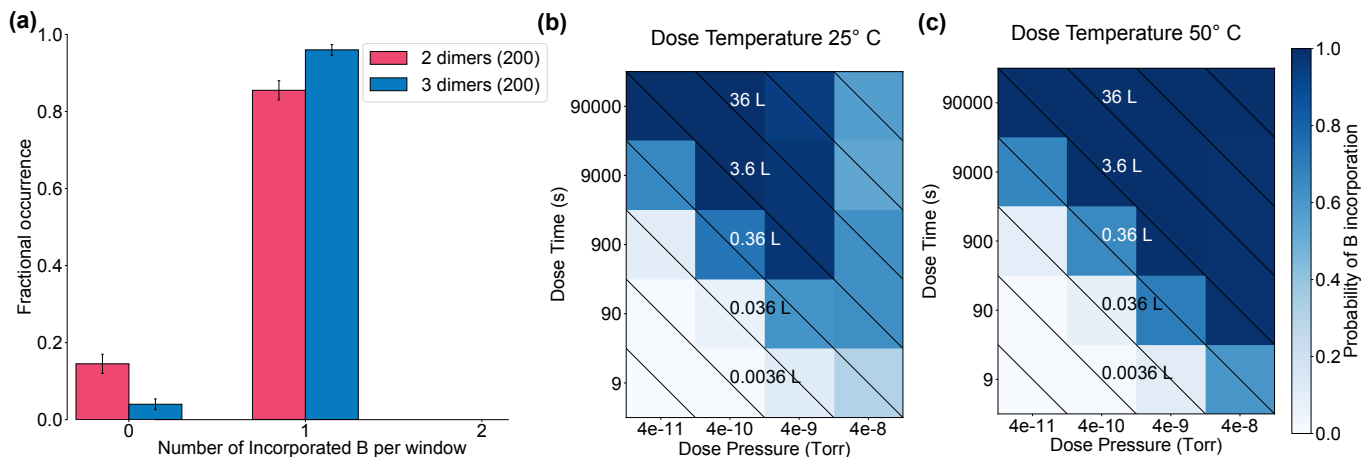 (a)
1.0
0.8
0.6
0.4
0.2
0.0
Fractional occurrence
2 dimers (200)
3 dimers (200)
0
1
2
Number of Incorporated B per window
(b)
Dose Temperature 25° C
Dose Time (s)
90000
9000
900
90
9
36 L
3.6 L
0.36 L
0.036 L
0.0036 L
4e-11
4e-10
4e-9
4e-8
Dose Pressure (Torr)
(c)
Dose Temperature 50° C
Dose Time (s)
90000
9000
900
90
9
36 L
3.6 L
0.36 L
0.036 L
0.0036 L
4e-11
4e-10
4e-9
4e-8
Dose Pressure (Torr)
1.0
0.8
0.6
0.4
0.2
0.0
Probability of B incorporation